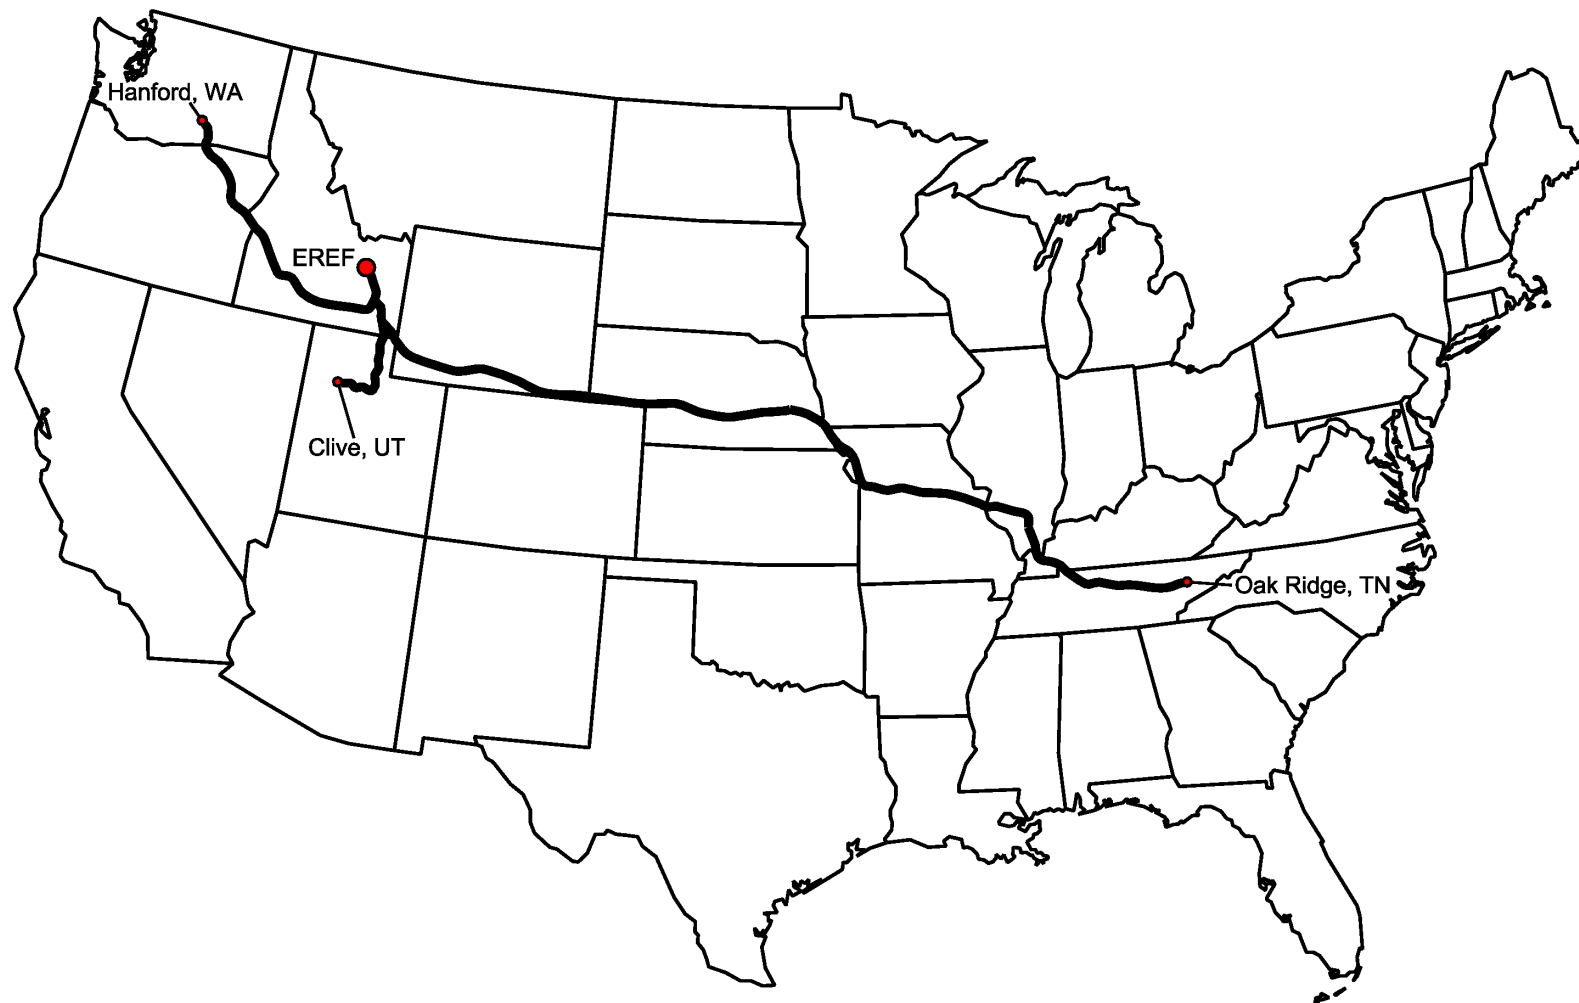 Hanford, WA
EREF
Clive, UT
Oak Ridge, TN